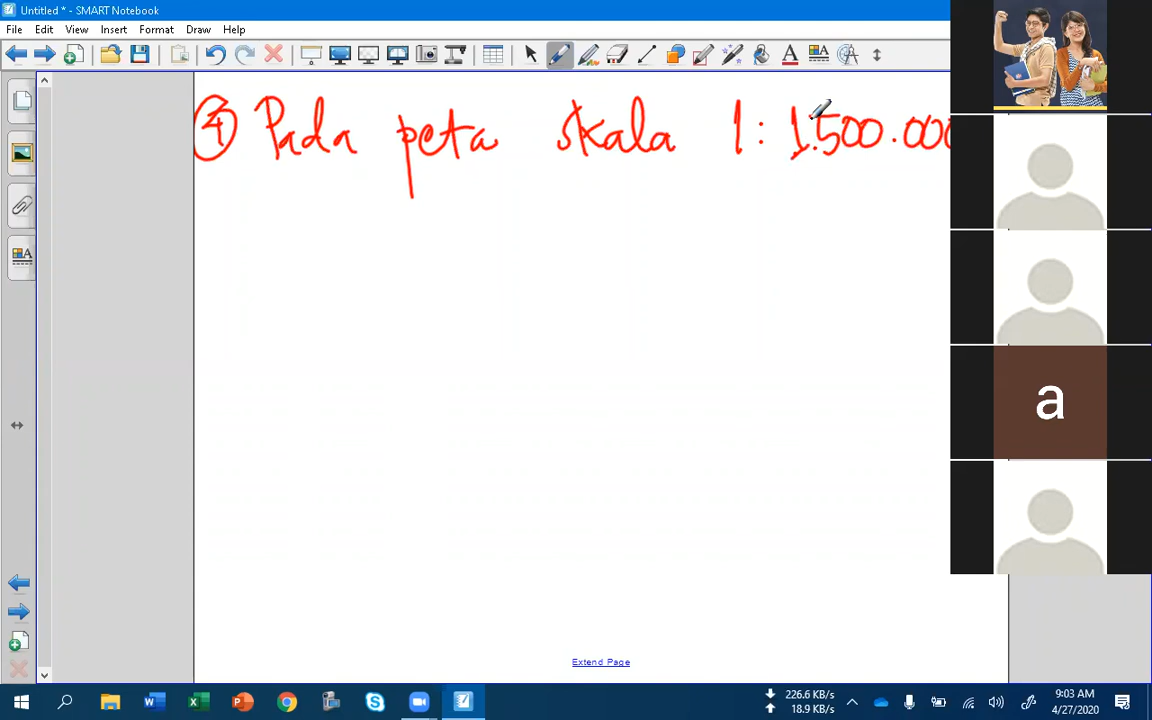 Untitled * - SMART Notebook
File Edit View Insert Format Draw Help
④ Pada peta skala 1 : 1.500.000
a
Extend Page
226.6 KB/s
18.9 KB/s
9:03 AM
4/27/2020